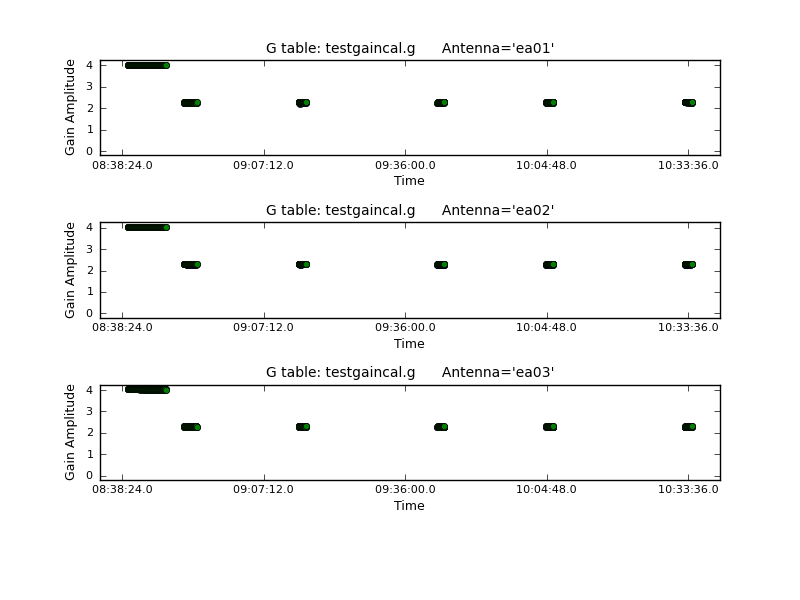 G table: testgaincal.g Antenna='ea01'
Gain Amplitude
4
3
2
1
0
08:38:24.0 09:07:12.0 09:36:00.0 10:04:48.0 10:33:36.0
Time
G table: testgaincal.g Antenna='ea02'
Gain Amplitude
4
3
2
1
0
08:38:24.0 09:07:12.0 09:36:00.0 10:04:48.0 10:33:36.0
Time
G table: testgaincal.g Antenna='ea03'
Gain Amplitude
4
3
2
1
0
08:38:24.0 09:07:12.0 09:36:00.0 10:04:48.0 10:33:36.0
Time